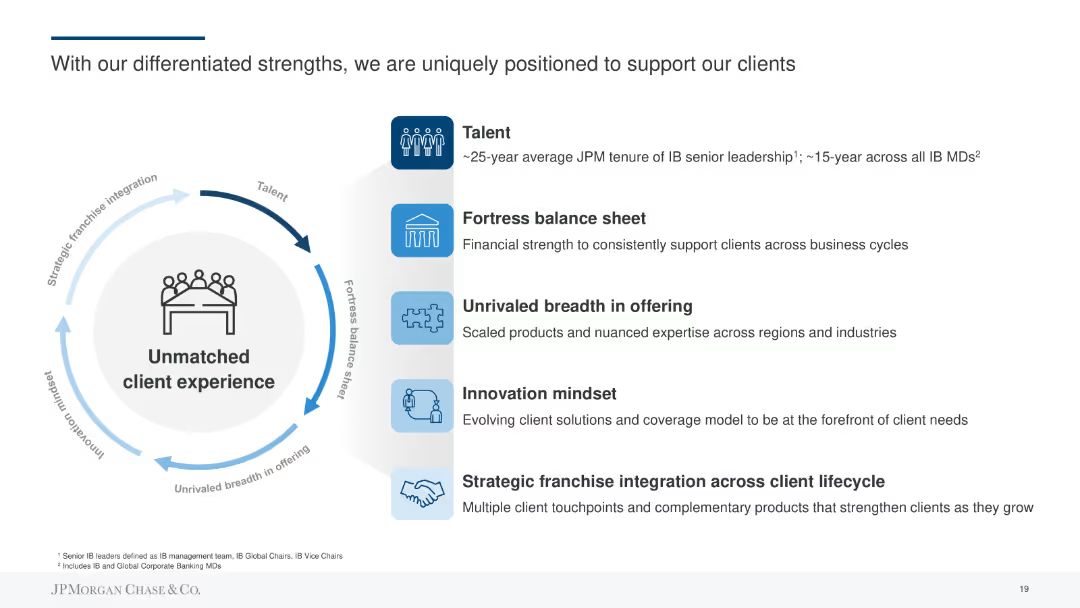 With our differentiated strengths, we are uniquely positioned to support our clients
Strategic franchise integration
Talent
Fortress balance sheet
Unrivaled breadth in offering
Innovation mindset
Unmatched
client experience
Talent
~25-year average JPM tenure of IB senior leadership¹; ~15-year across all IB MDs²
Fortress balance sheet
Financial strength to consistently support clients across business cycles
Unrivaled breadth in offering
Scaled products and nuanced expertise across regions and industries
Innovation mindset
Evolving client solutions and coverage model to be at the forefront of client needs
Strategic franchise integration across client lifecycle
Multiple client touchpoints and complementary products that strengthen clients as they grow
¹ Senior IB leaders defined as IB management team, IB Global Chairs, IB Vice Chairs
² Includes IB and Global Corporate Banking MDs
JPMORGAN CHASE & CO.
19